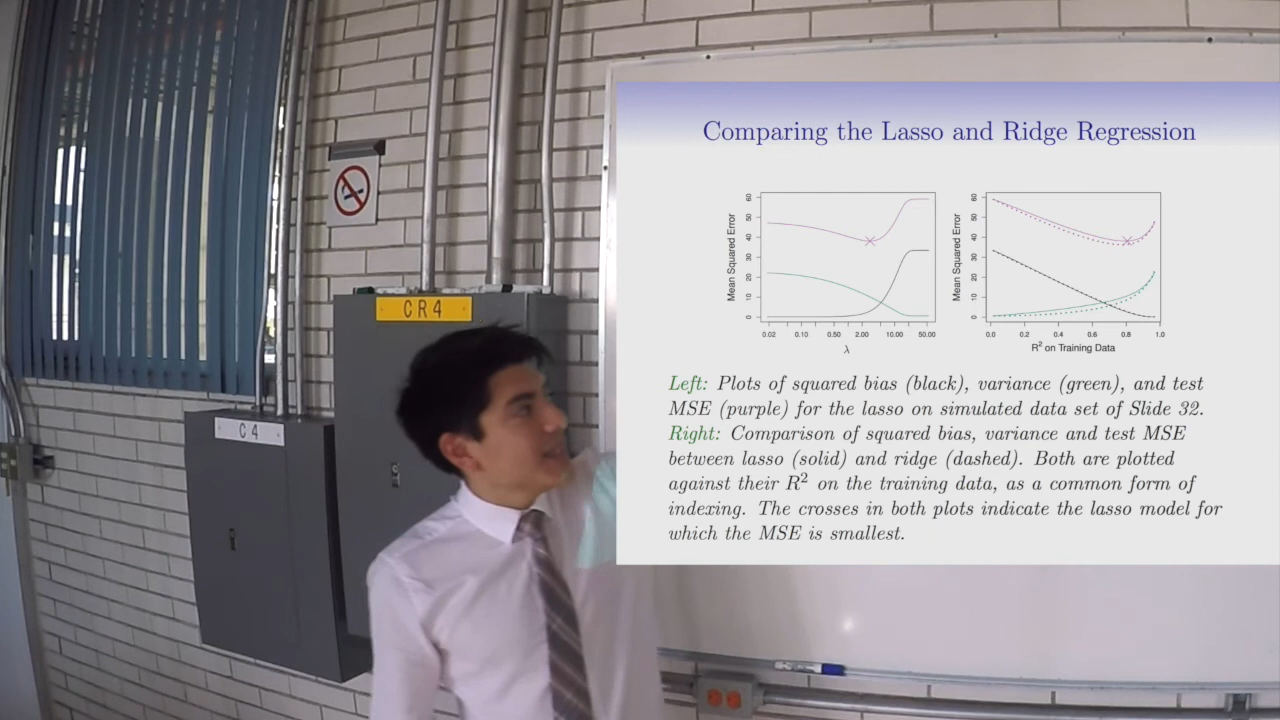 CR4
C 4
Comparing the Lasso and Ridge Regression
Mean Squared Error
0 10 20 30 40 50 60
0.02 0.10 0.50 2.00 10.00 50.00
λ
Mean Squared Error
0 10 20 30 40 50 60
0.0 0.2 0.4 0.6 0.8 1.0
R² on Training Data
Left: Plots of squared bias (black), variance (green), and test
MSE (purple) for the lasso on simulated data set of Slide 32.
Right: Comparison of squared bias, variance and test MSE
between lasso (solid) and ridge (dashed). Both are plotted
against their R² on the training data, as a common form of
indexing. The crosses in both plots indicate the lasso model for
which the MSE is smallest.